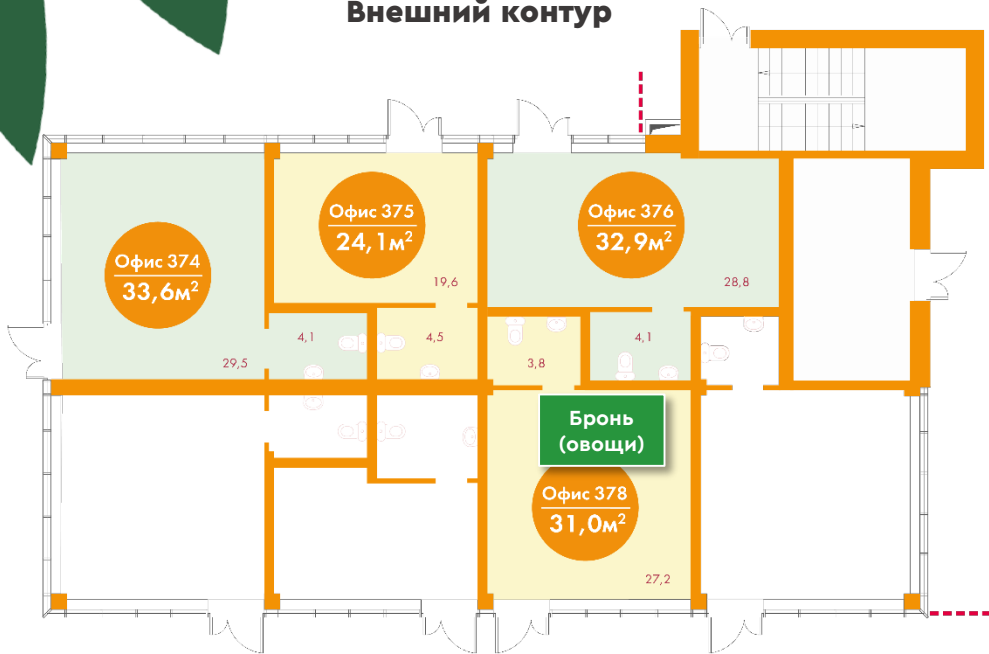 Внешний контур
Офис 374
33,6м²
29,5
4,1
Офис 375
24,1м²
19,6
4,5
Офис 376
32,9м²
28,8
4,1
3,8
Бронь
(овощи)
Офис 378
31,0м²
27,2